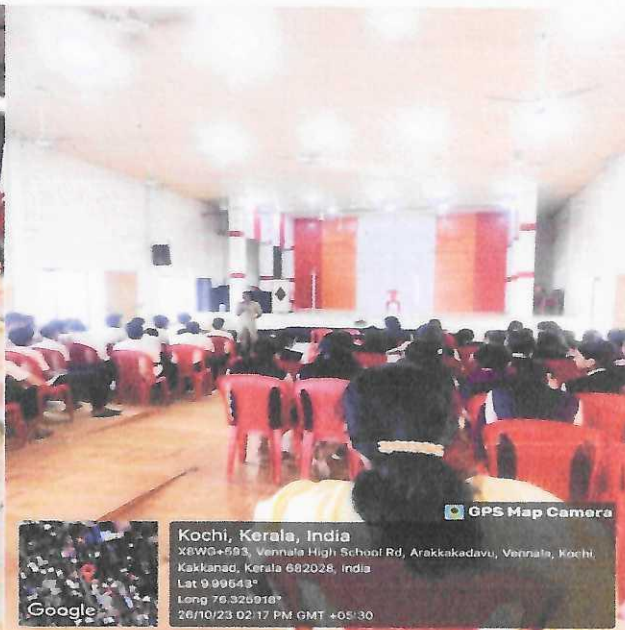 GPS Map Camera
Kochi, Kerala, India
X8WG+593, Vennala High School Rd, Arakkakadavu, Vennala, Kochi,
Kakkanad, Kerala 682028, India
Lat 9.99543°
Long 76.325918°
26/10/23 02:17 PM GMT +05:30
Google